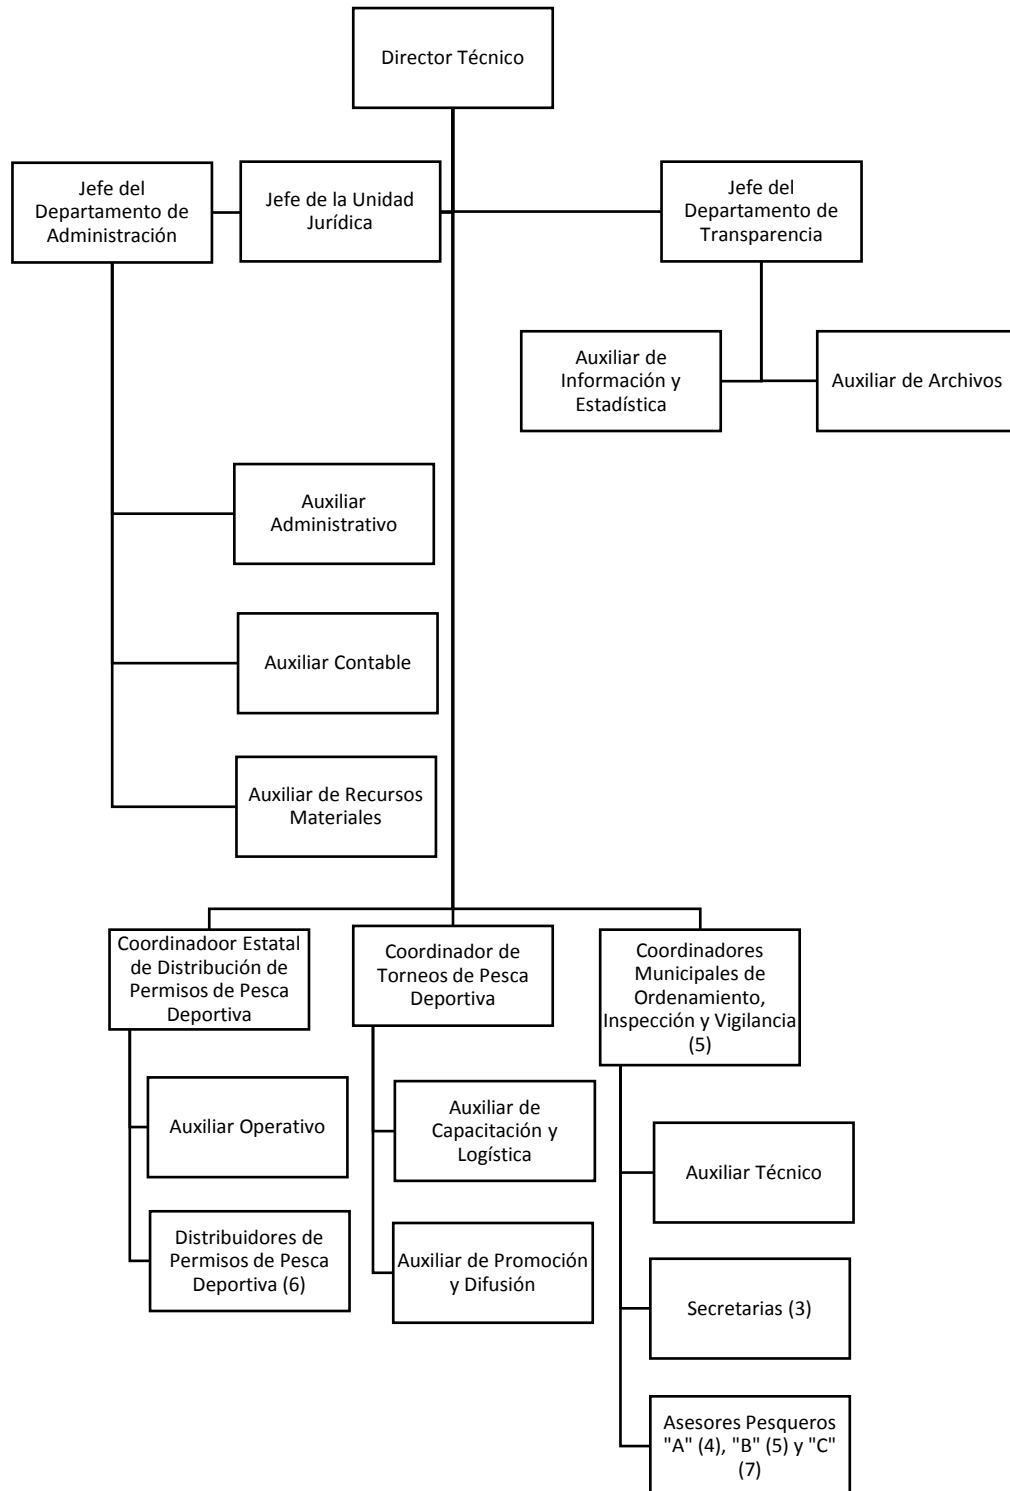 Director Técnico
Jefe del
Departamento de
Administración
Jefe de la Unidad
Jurídica
Jefe del
Departamento de
Transparencia
Auxiliar de
Información y
Estadística
Auxiliar de Archivos
Auxiliar
Administrativo
Auxiliar Contable
Auxiliar de Recursos
Materiales
Coordinadoor Estatal
de Distribución de
Permisos de Pesca
Deportiva
Coordinador de
Torneos de Pesca
Deportiva
Coordinadores
Municipales de
Ordenamiento,
Inspección y Vigilancia
(5)
Auxiliar Operativo
Distribuidores de
Permisos de Pesca
Deportiva (6)
Auxiliar de
Capacitación y
Logística
Auxiliar de Promoción
y Difusión
Auxiliar Técnico
Secretarias (3)
Asesores Pesqueros
"A" (4), "B" (5) y "C"
(7)